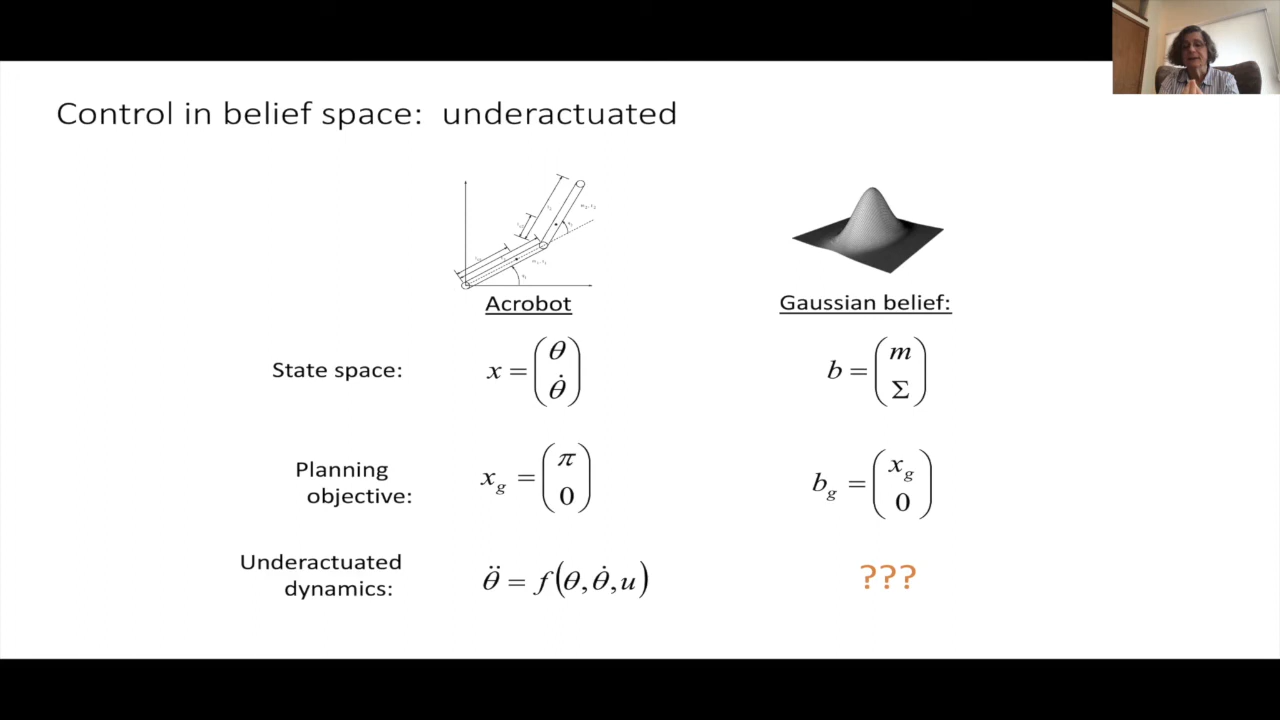 Control in belief space: underactuated
Acrobot
Gaussian belief:
State space:
x = (θ
θ̇)
b = (m
Σ)
Planning
objective:
x_g = (π
0)
b_g = (x_g
0)
Underactuated
dynamics:
θ̈ = f(θ, θ̇, u)
???